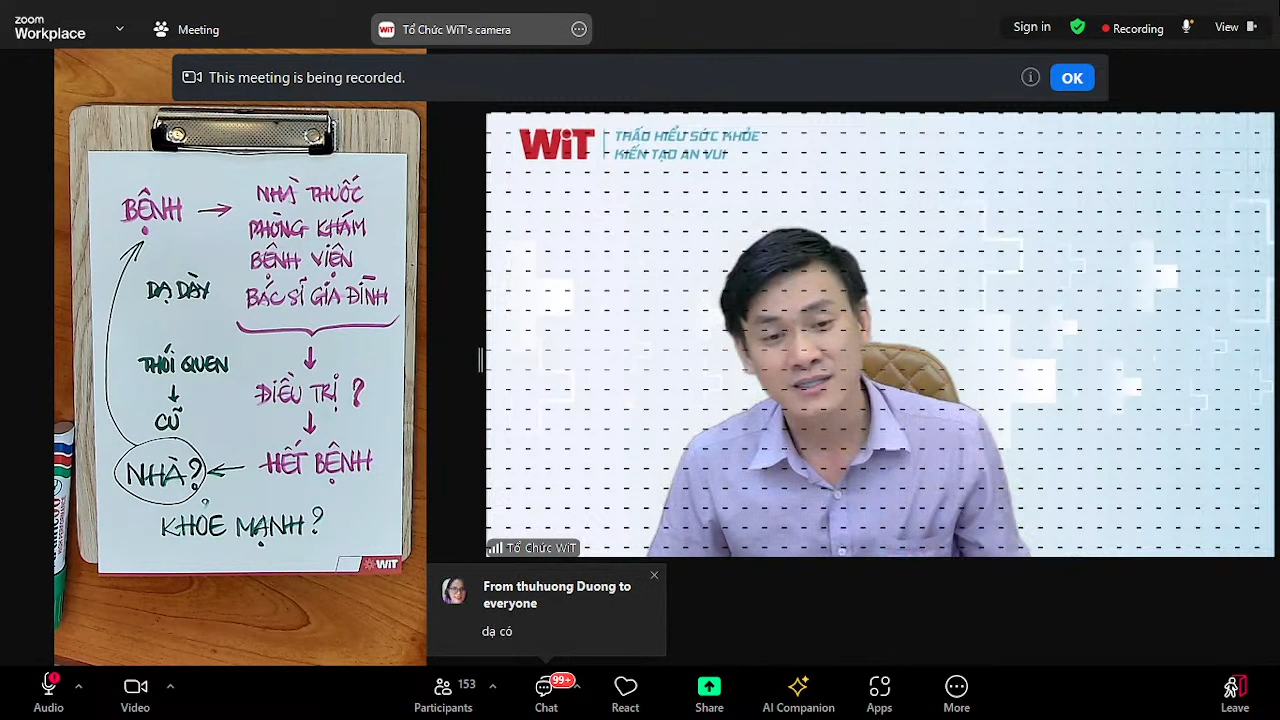 zoom
Workplace
Meeting
WiT
Tổ Chức WiT's camera
Sign in
Recording
View
This meeting is being recorded.
OK
BỆNH → NHÀ THUỐC
PHÒNG KHÁM
BỆNH VIỆN
BÁC SĨ GIA ĐÌNH
DẠ DÀY
THÓI QUEN
↓
CŨ
↓
ĐIỀU TRỊ ?
↓
HẾT BỆNH
NHÀ?
KHỎE MẠNH?
WiT
WiT
THẤU HIỂU SỨC KHỎE
KIẾN TẠO AN VUI
Tổ Chức WiT
From thuhuong Duong to
everyone
dạ có
Audio
Video
153
Participants
99+
Chat
React
Share
AI Companion
Apps
More
Leave